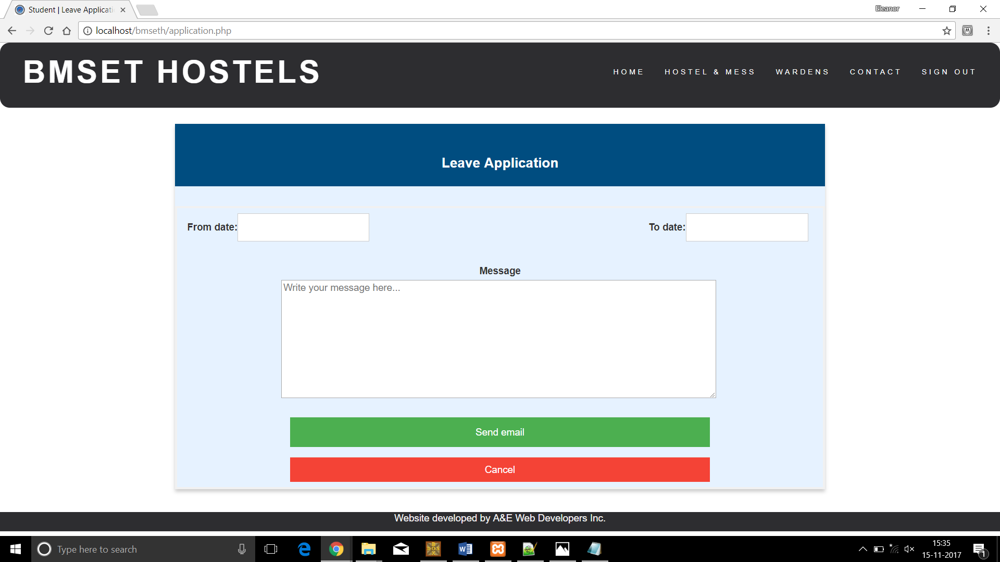 Student | Leave Applicati
Eleanor
localhost/bmseth/application.php
BMSET HOSTELS
HOME HOSTEL & MESS WARDENS CONTACT SIGN OUT
Leave Application
From date: To date:
Message
Write your message here...
Send email
Cancel
Website developed by A&E Web Developers Inc.
Type here to search
15:35
15-11-2017
1